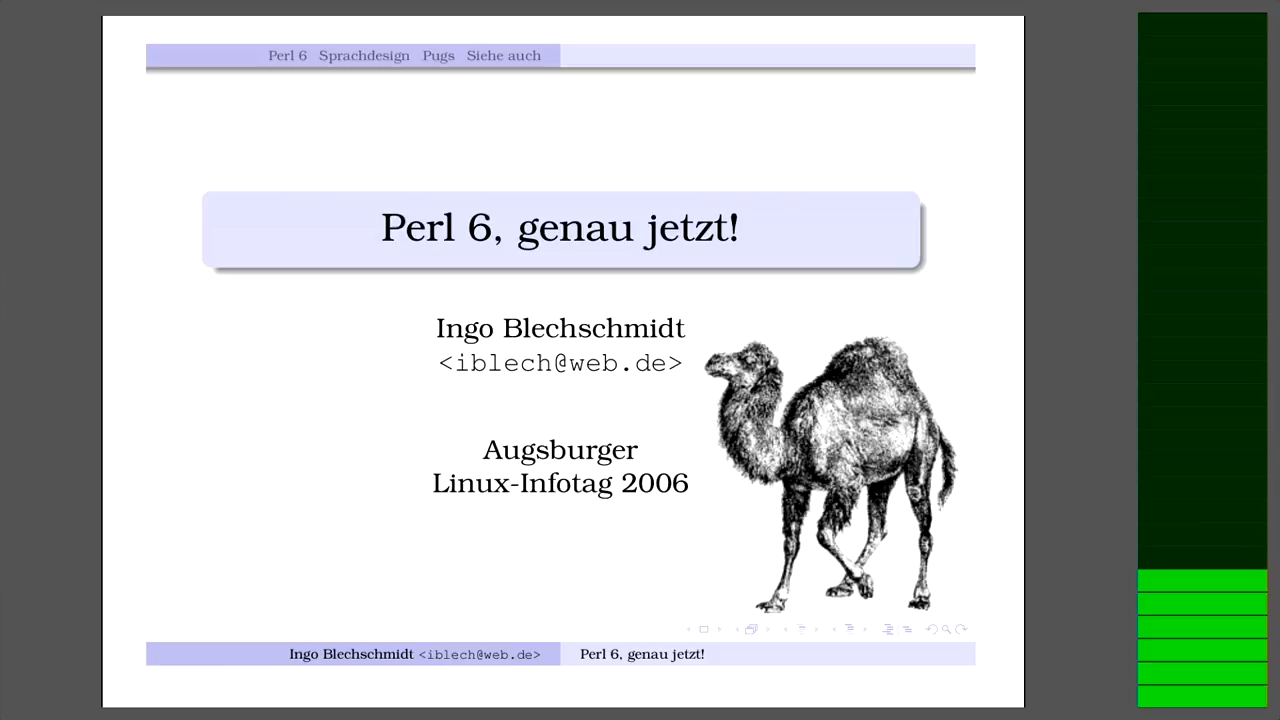 Perl 6 Sprachdesign Pugs Siehe auch
Perl 6, genau jetzt!
Ingo Blechschmidt
<iblech@web.de>
Augsburger
Linux-Infotag 2006
Ingo Blechschmidt <iblech@web.de> Perl 6, genau jetzt!